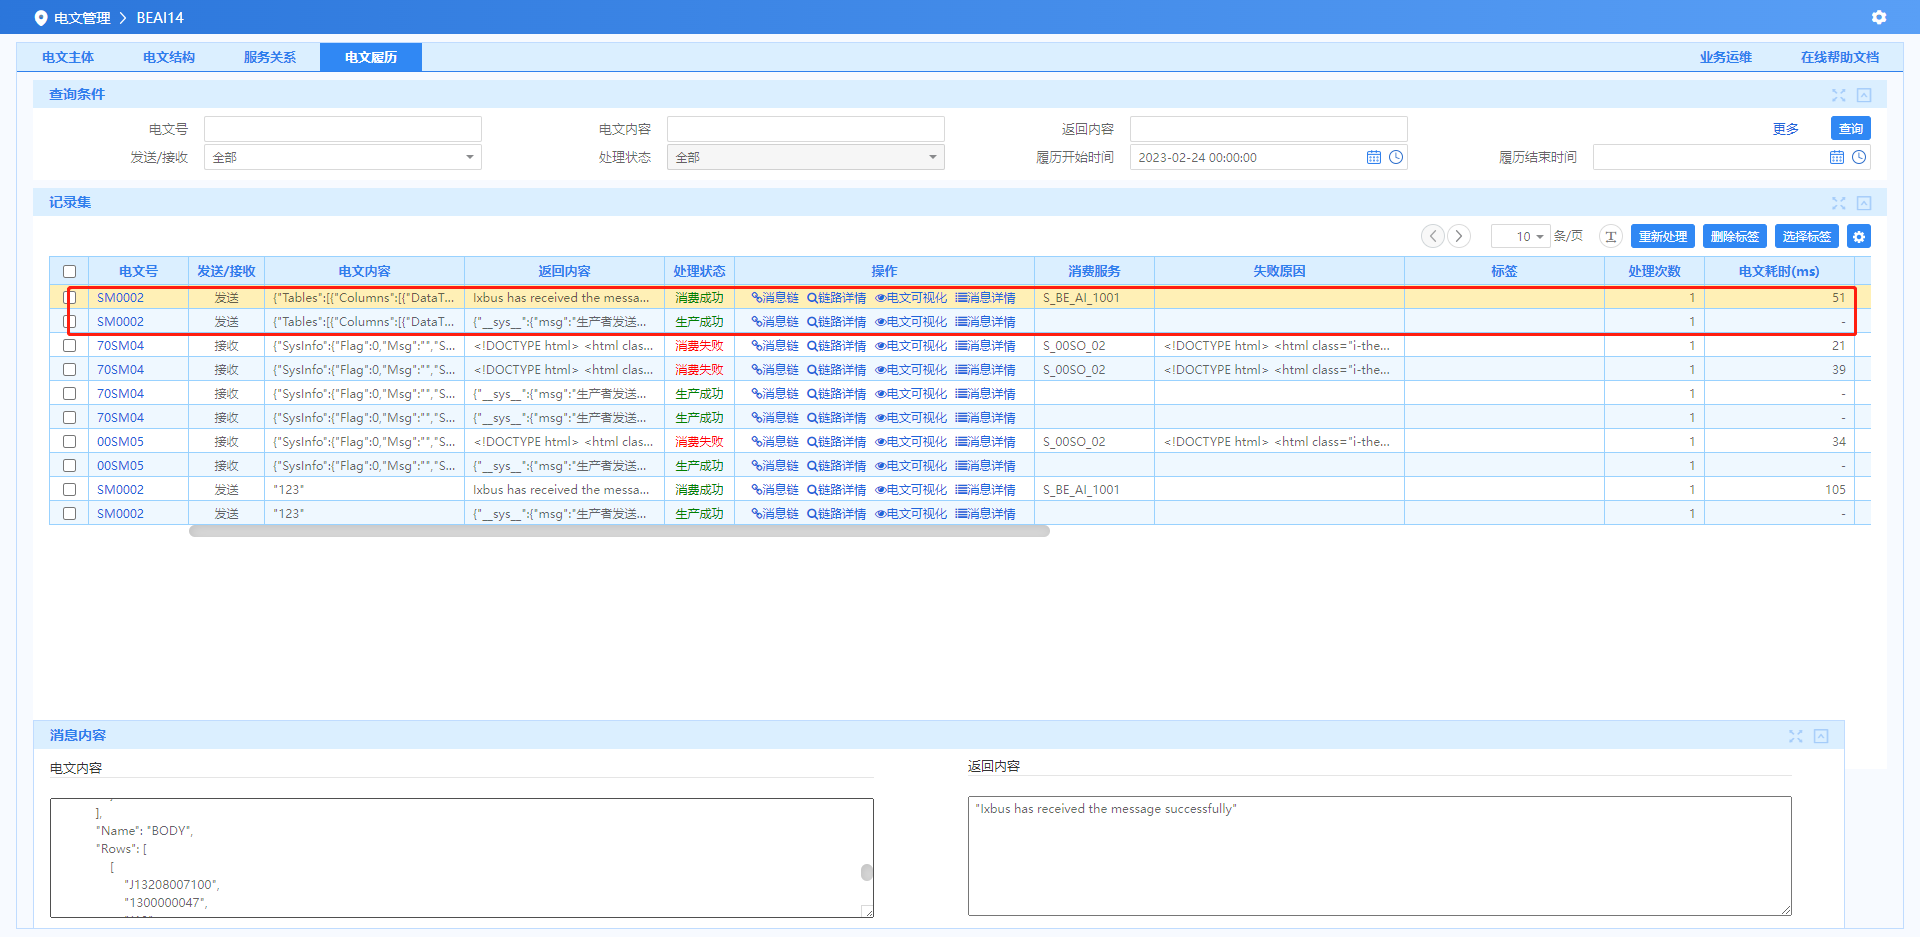 电文管理 BEAI14
电文主体 电文结构 服务关系 电文履历 业务运维 在线帮助文档
查询条件
电文号 电文内容 返回内容 更多 查询
发送/接收 全部 处理状态 全部 履历开始时间 2023-02-24 00:00:00 履历结束时间
记录集
10 条/页 T 重新处理 删除标签 选择标签
电文号 发送/接收 电文内容 返回内容 处理状态 操作 消费服务 失败原因 标签 处理次数 电文耗时(ms)
SM0002 发送 {"Tables":[{"Columns":[{"DataT... Ixbus has received the messa... 消费成功 消息链 链路详情 电文可视化 消息详情 S_BE_AI_1001 1 51
SM0002 发送 {"Tables":[{"Columns":[{"DataT... {"__sys__":{"msg":"生产者发送... 生产成功 消息链 链路详情 电文可视化 消息详情 1 -
70SM04 接收 {"SysInfo":{"Flag":0,"Msg":"","S... <!DOCTYPE html> <html clas... 消费失败 消息链 链路详情 电文可视化 消息详情 S_00SO_02 <!DOCTYPE html> <html class="i-the... 1 21
70SM04 接收 {"SysInfo":{"Flag":0,"Msg":"","S... <!DOCTYPE html> <html clas... 消费失败 消息链 链路详情 电文可视化 消息详情 S_00SO_02 <!DOCTYPE html> <html class="i-the... 1 39
70SM04 接收 {"SysInfo":{"Flag":0,"Msg":"","S... {"__sys__":{"msg":"生产者发送... 生产成功 消息链 链路详情 电文可视化 消息详情 1 -
70SM04 接收 {"SysInfo":{"Flag":0,"Msg":"","S... {"__sys__":{"msg":"生产者发送... 生产成功 消息链 链路详情 电文可视化 消息详情 1 -
00SM05 接收 {"SysInfo":{"Flag":0,"Msg":"","S... <!DOCTYPE html> <html clas... 消费失败 消息链 链路详情 电文可视化 消息详情 S_00SO_02 <!DOCTYPE html> <html class="i-the... 1 34
00SM05 接收 {"SysInfo":{"Flag":0,"Msg":"","S... {"__sys__":{"msg":"生产者发送... 生产成功 消息链 链路详情 电文可视化 消息详情 1 -
SM0002 发送 "123" Ixbus has received the messa... 消费成功 消息链 链路详情 电文可视化 消息详情 S_BE_AI_1001 1 105
SM0002 发送 "123" {"__sys__":{"msg":"生产者发送... 生产成功 消息链 链路详情 电文可视化 消息详情 1 -
消息内容
电文内容
],
"Name": "BODY",
"Rows": [
[
"J13208007100",
"1300000047",
返回内容
"Ixbus has received the message successfully"